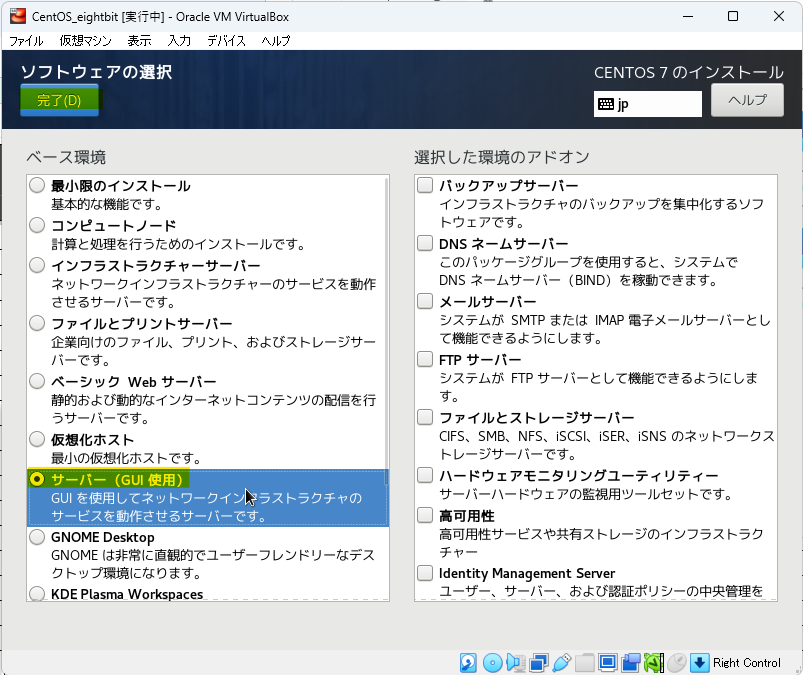 CentOS_eightbit [実行中] - Oracle VM VirtualBox
ファイル 仮想マシン 表示 入力 デバイス ヘルプ
ソフトウェアの選択
完了(D)
CENTOS 7 のインストール
jp
ヘルプ
ベース環境
最小限のインストール
基本的な機能です。
コンピュートノード
計算と処理を行うためのインストールです。
インフラストラクチャーサーバー
ネットワークインフラストラクチャーのサービスを動作
させるサーバーです。
ファイルとプリントサーバー
企業向けのファイル、プリント、およびストレージサー
バーです。
ベーシック Web サーバー
静的および動的なインターネットコンテンツの配信を行
うサーバーです。
仮想化ホスト
最小の仮想化ホストです。
サーバー（GUI 使用）
GUI を使用してネットワークインフラストラクチャの
サービスを動作させるサーバーです。
GNOME Desktop
GNOME は非常に直観的でユーザーフレンドリーなデス
クトップ環境になります。
KDE Plasma Workspaces
選択した環境のアドオン
バックアップサーバー
インフラストラクチャのバックアップを集中化するソフ
トウェアです。
DNS ネームサーバー
このパッケージグループを使用すると、システムで
DNS ネームサーバー（BIND）を稼動できます。
メールサーバー
システムが SMTP または IMAP 電子メールサーバーとし
て機能できるようにします。
FTP サーバー
システムが FTP サーバーとして機能できるようにしま
す。
ファイルとストレージサーバー
CIFS、SMB、NFS、iSCSI、iSER、iSNS のネットワークス
トレージサーバーです。
ハードウェアモニタリングユーティリティー
サーバーハードウェアの監視用ツールセットです。
高可用性
高可用性サービスや共有ストレージのインフラストラク
チャー
Identity Management Server
ユーザー、サーバー、および認証ポリシーの中央管理を
Right Control